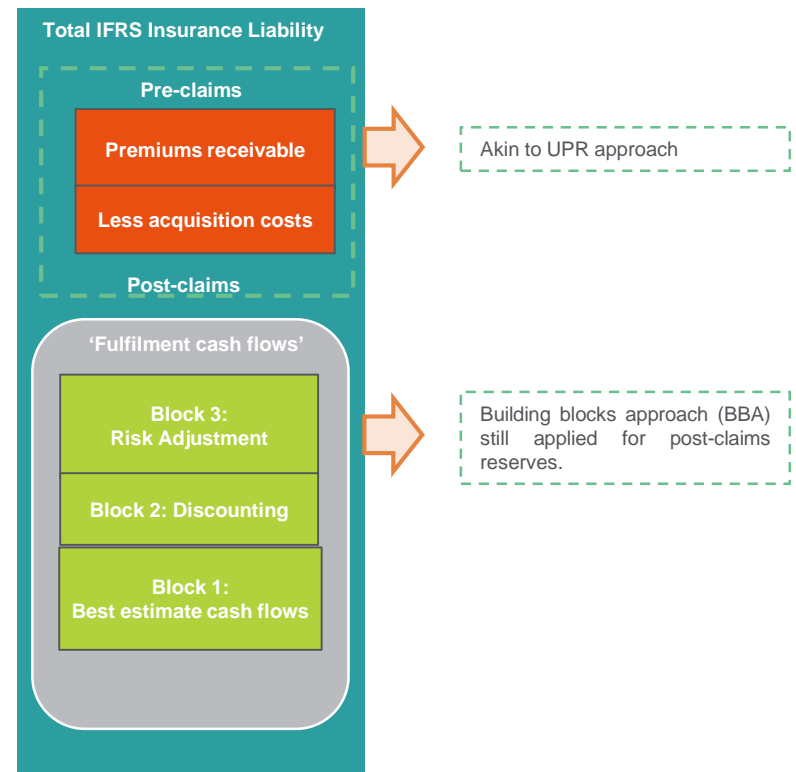 Total IFRS Insurance Liability
Pre-claims
Premiums receivable
Akin to UPR approach
Less acquisition costs
Post-claims
‘Fulfilment cash flows’
Block 3:
Risk Adjustment
Building blocks approach (BBA)
still applied for post-claims
reserves.
Block 2: Discounting
Block 1:
Best estimate cash flows